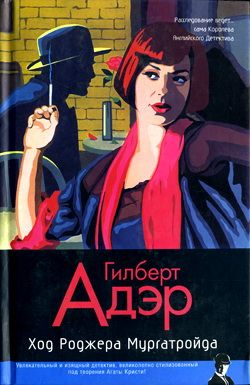 Расследование ведет...
сама Королева
Английского Детектива
Гилберт
Адэр
Ход Роджера Мургатройда
Увлекательный и изящный детектив, великолепно стилизованный
под творения Агаты Кристи!